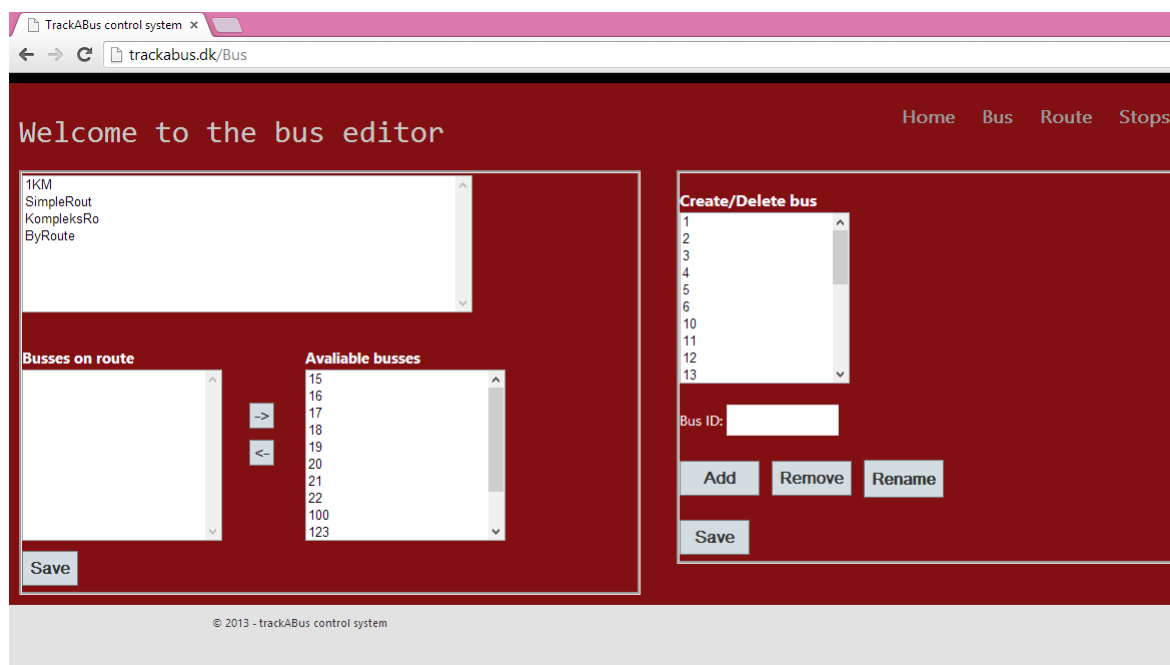 TrackABus control system ×
trackabus.dk/Bus
Welcome to the bus editor
Home Bus Route Stops
1KM
SimpleRout
KompleksRo
ByRoute
Busses on route
->
<-
Avaliable busses
15
16
17
18
19
20
21
22
100
123
Save
Create/Delete bus
1
2
3
4
5
6
10
11
12
13
Bus ID:
Add Remove Rename
Save
© 2013 - trackABus control system